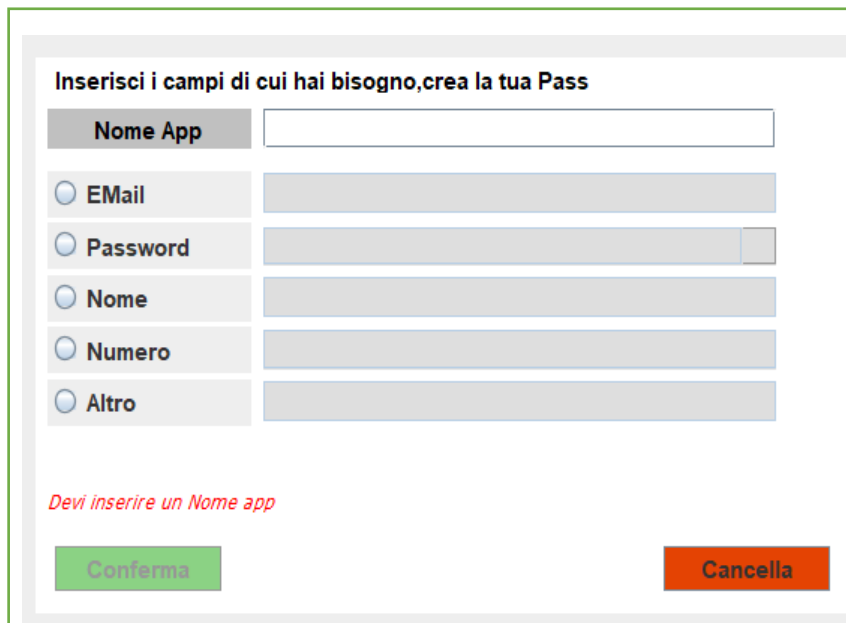 Inserisci i campi di cui hai bisogno,crea la tua Pass
Nome App
EMail
Password
Nome
Numero
Altro
Devi inserire un Nome app
Conferma
Cancella